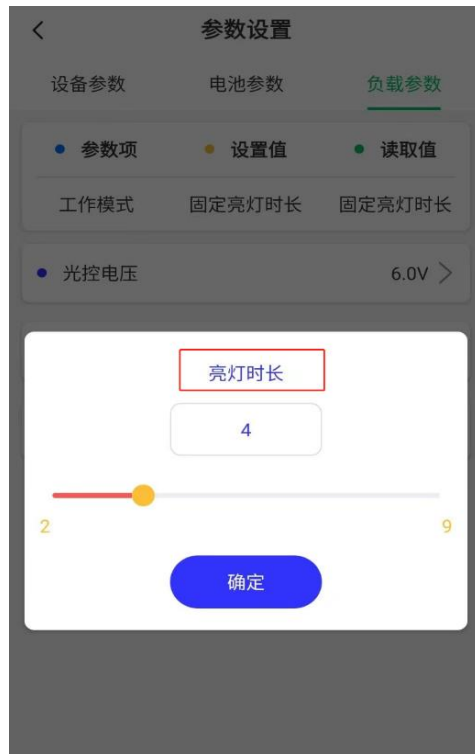 参数设置
设备参数 电池参数 负载参数
参数项 设置值 读取值
工作模式 固定亮灯时长 固定亮灯时长
光控电压 6.0V
亮灯时长
4
2 9
确定